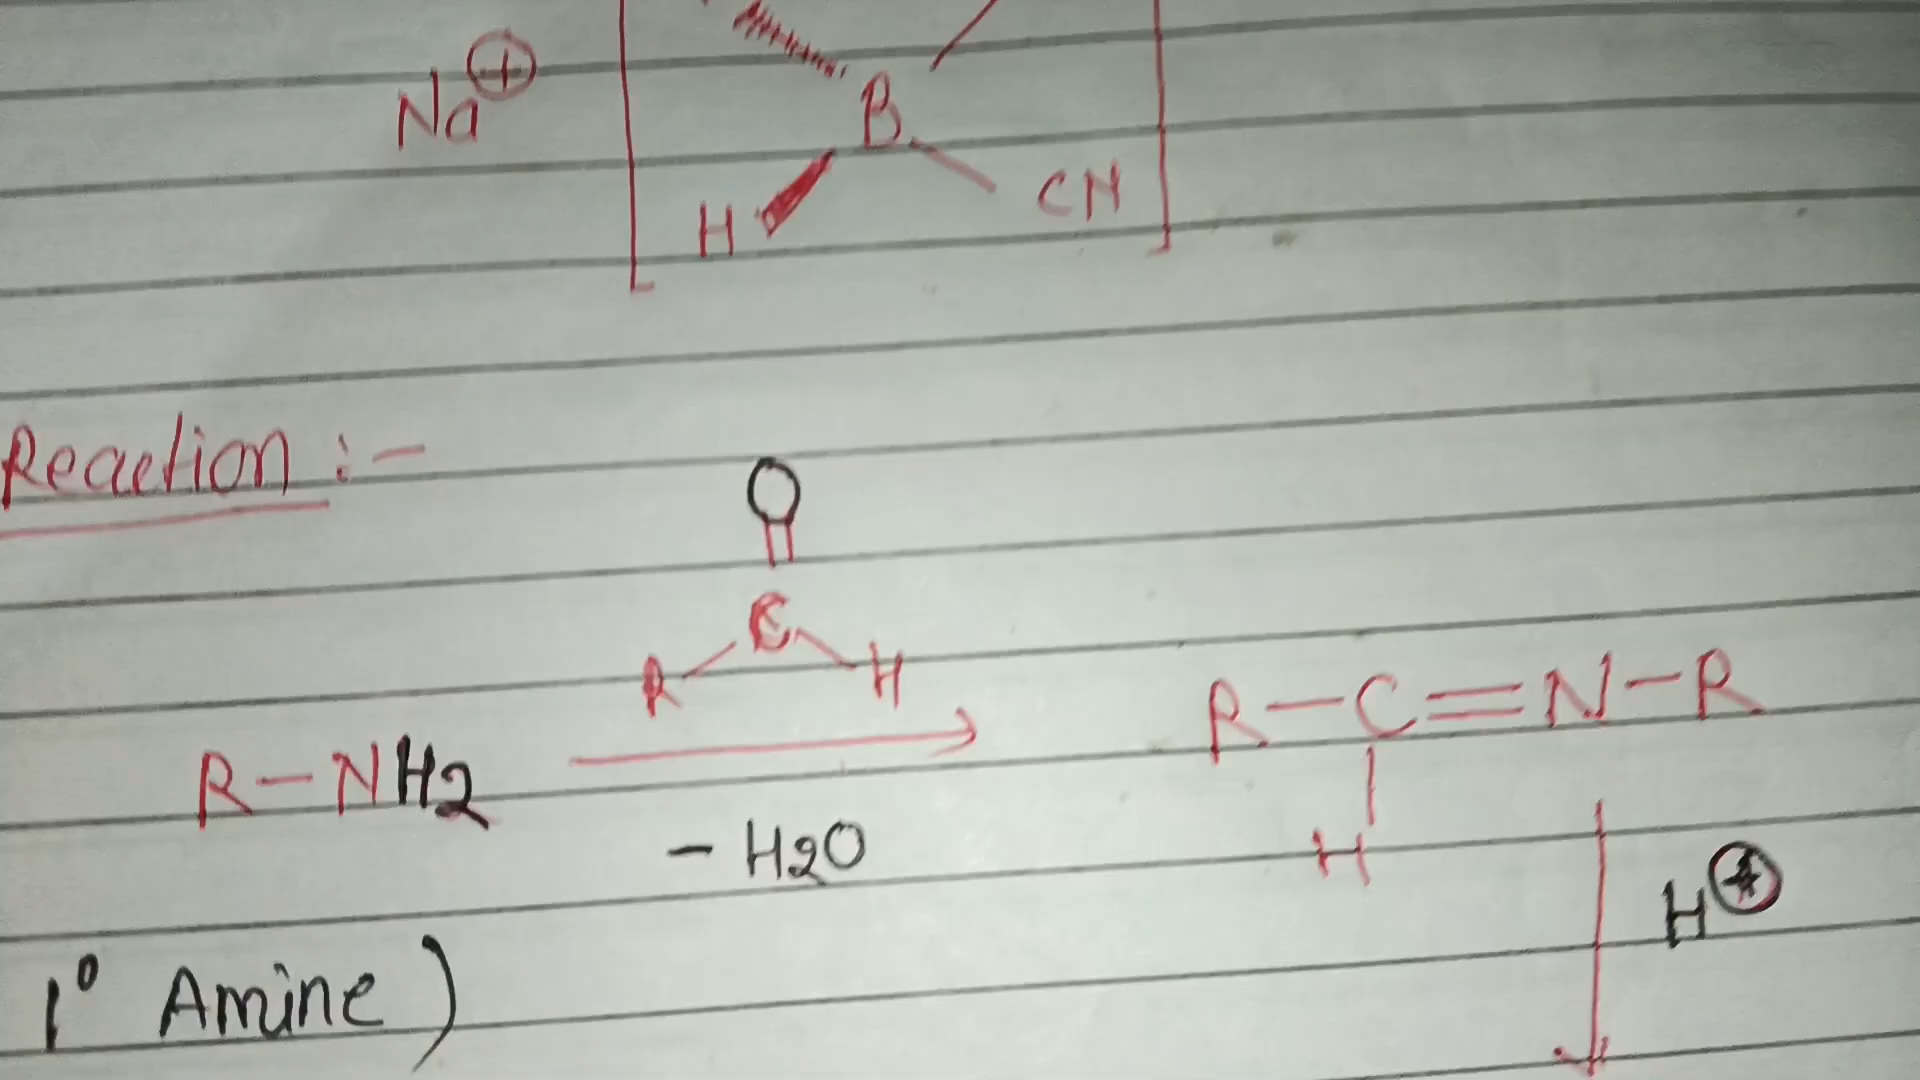 Na⊕
B
H CN
Reaction :-
O
C
R H
R-C=N-R
R-NH2
-H2O
H
H⊕
1° Amine)